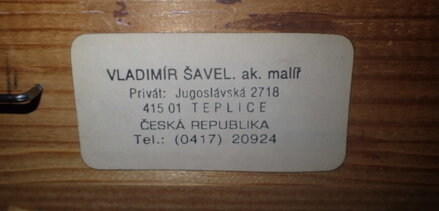 VLADIMÍR ŠAVEL. ak. malíř
Privát: Jugoslávská 2718
415 01 TEPLICE
ČESKÁ REPUBLIKA
Tel.: (0417) 20924